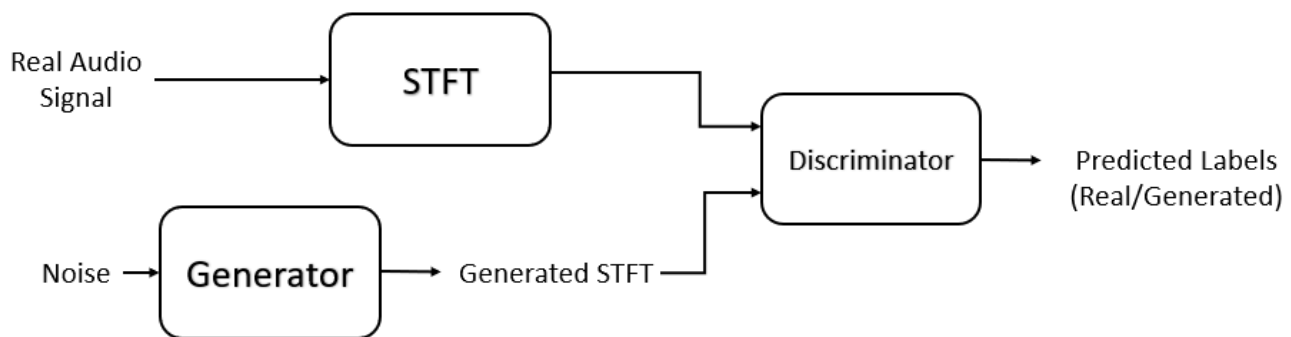 Real Audio
Signal
STFT
Discriminator
Predicted Labels
(Real/Generated)
Noise
Generator
Generated STFT